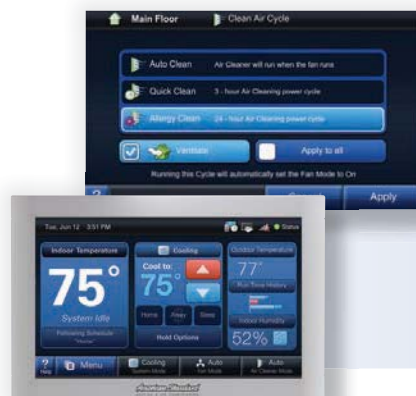 Main Floor Clean Air Cycle
Auto Clean Air Cleaner will run when the fan runs
Quick Clean 3 - hour Air Cleaning power cycle
Allergy Clean 24 - hour Air Cleaning power cycle
Ventilate Apply to all
Running this Cycle will automatically set the Fan Mode to On
? Cancel Apply
Tue, Jun 12 3:51 PM Status
Indoor Temperature Cooling Outdoor Temperature
75° Cool to: 75° 77°
System Idle Run Time History
Home Away Sleep Indoor Humidity
Following Schedule "Home" Hold Options 52%
? Help Menu Cooling System Mode Auto Fan Mode Auto Air Cleaner Mode
American Standard